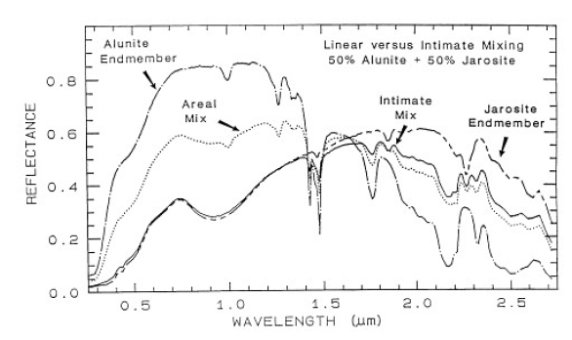 Alunite
Endmember
Linear versus Intimate Mixing
50% Alunite + 50% Jarosite
Areal
Mix
Intimate
Mix
Jarosite
Endmember
REFLECTANCE
0.8
0.6
0.4
0.2
0.0
0.5
1.0
1.5
2.0
2.5
WAVELENGTH (μm)